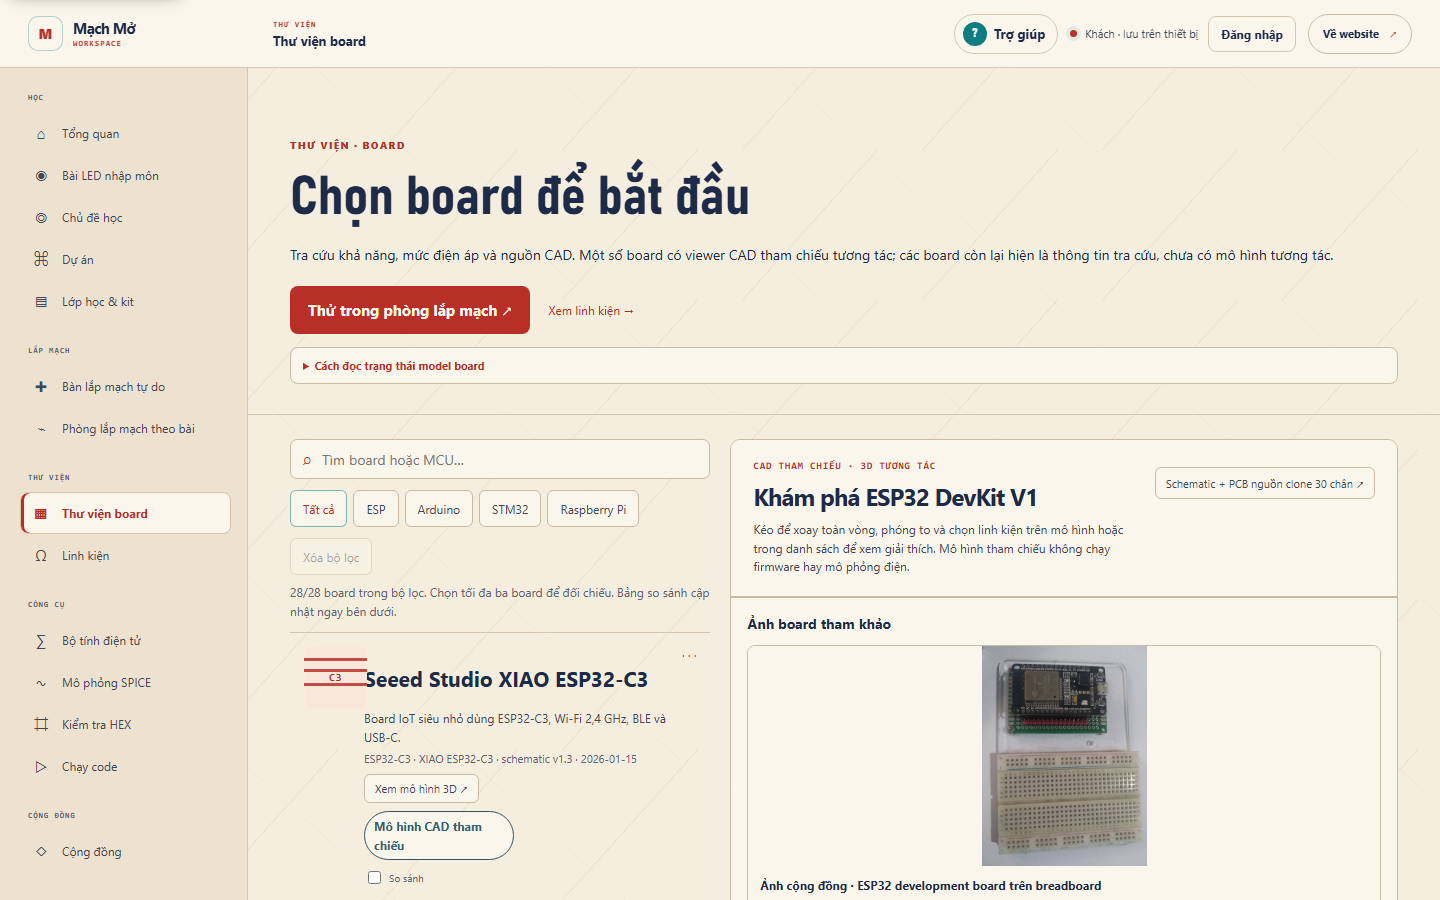 M
Mạch Mở
WORKSPACE
THƯ VIỆN
Thư viện board
? Trợ giúp
Khách · lưu trên thiết bị
Đăng nhập
Về website ↗
HỌC
Tổng quan
Bài LED nhập môn
Chủ đề học
Dự án
Lớp học & kit
LẮP MẠCH
Bàn lắp mạch tự do
Phòng lắp mạch theo bài
THƯ VIỆN
Thư viện board
Linh kiện
CÔNG CỤ
Bộ tính điện tử
Mô phỏng SPICE
Kiểm tra HEX
Chạy code
CỘNG ĐỒNG
Cộng đồng
THƯ VIỆN · BOARD
Chọn board để bắt đầu
Tra cứu khả năng, mức điện áp và nguồn CAD. Một số board có viewer CAD tham chiếu tương tác; các board còn lại hiện là thông tin tra cứu, chưa có mô hình tương tác.
Thử trong phòng lắp mạch ↗
Xem linh kiện →
Cách đọc trạng thái model board
Tìm board hoặc MCU...
Tất cả
ESP
Arduino
STM32
Raspberry Pi
Xóa bộ lọc
28/28 board trong bộ lọc. Chọn tối đa ba board để đối chiếu. Bảng so sánh cập
nhật ngay bên dưới.
C3
...
Seeed Studio XIAO ESP32-C3
Board IoT siêu nhỏ dùng ESP32-C3, Wi-Fi 2,4 GHz, BLE và
USB-C.
ESP32-C3 · XIAO ESP32-C3 · schematic v1.3 · 2026-01-15
Xem mô hình 3D ↗
Mô hình CAD tham
chiếu
So sánh
CAD THAM CHIẾU · 3D TƯƠNG TÁC
Khám phá ESP32 DevKit V1
Kéo để xoay toàn vòng, phóng to và chọn linh kiện trên mô hình hoặc
trong danh sách để xem giải thích. Mô hình tham chiếu không chạy
firmware hay mô phỏng điện.
Schematic + PCB nguồn clone 30 chân ↗
Ảnh board tham khảo
Ảnh cộng đồng · ESP32 development board trên breadboard